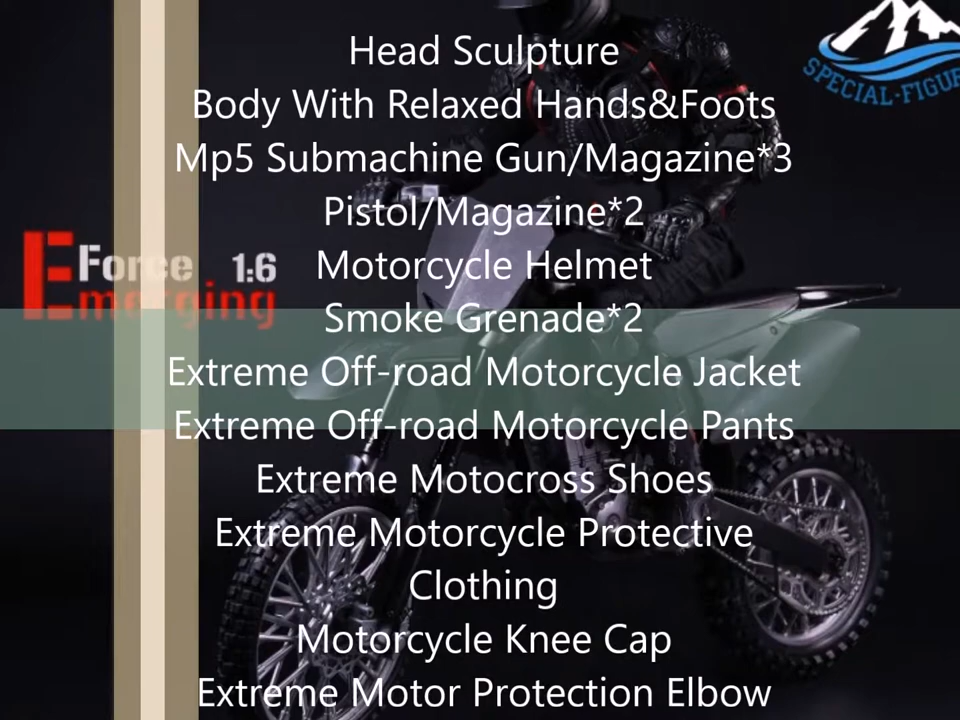 Head Sculpture
Body With Relaxed Hands&Foots
Mp5 Submachine Gun/Magazine*3
Pistol/Magazine*2
Motorcycle Helmet
Smoke Grenade*2
Extreme Off-road Motorcycle Jacket
Extreme Off-road Motorcycle Pants
Extreme Motocross Shoes
Extreme Motorcycle Protective
Clothing
Motorcycle Knee Cap
Extreme Motor Protection Elbow
EForce 1:6
Emerging
SPECIAL-FIGU